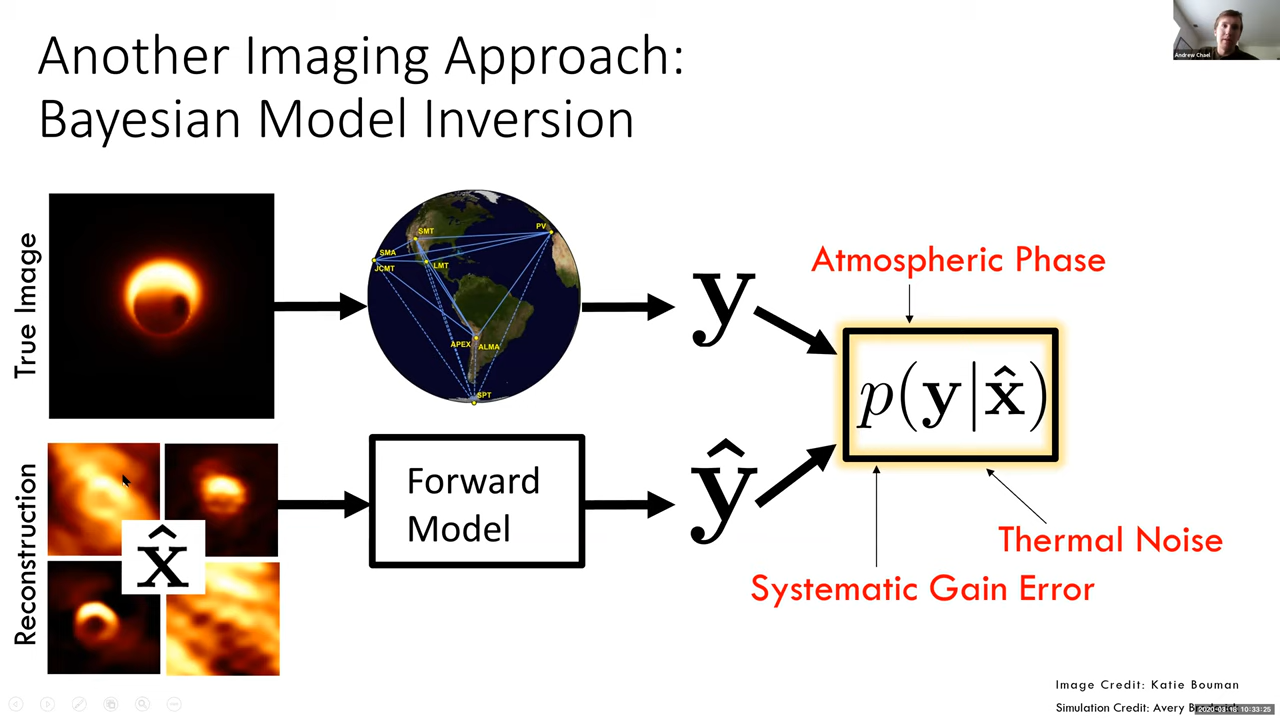 Another Imaging Approach:
Bayesian Model Inversion
Andrew Chael
True Image
SMT
PV
SMA
JCMT
LMT
APEX
ALMA
SPT
y
Atmospheric Phase
p(y|x̂)
Reconstruction
x̂
Forward
Model
ŷ
Thermal Noise
Systematic Gain Error
Image Credit: Katie Bouman
Simulation Credit: Avery
2020-03-18 10:33:25